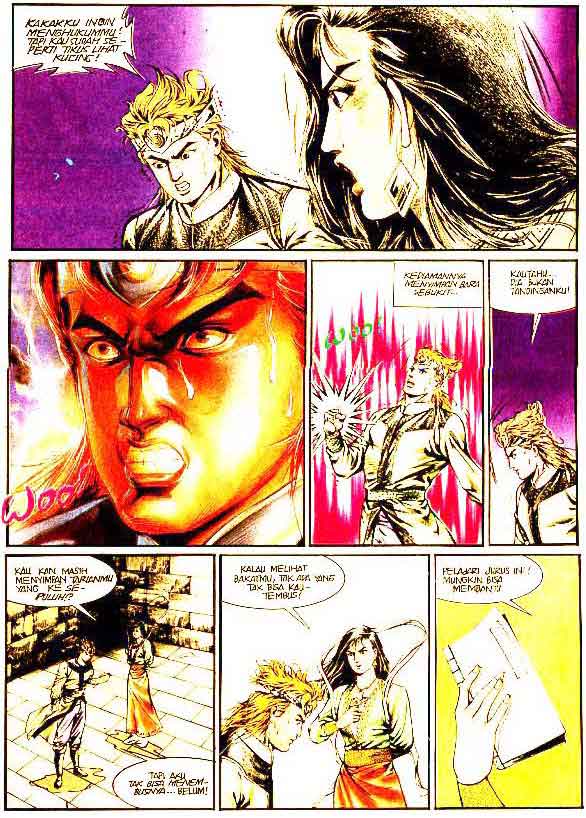 KAKAKKU INGIN
MENGHUKUMMU!
TAPI KAU SUDAH SE-
PERTI TIKUS LIHAT
KUCING!
WOO!
KEDIAMANNYA
MENYIMPAN BARA
SEBUKIT...
WOO!
KAUTAHU...
DIA BUKAN
TANDINGANKU!
KAU KAN MASIH
MENYIMPAN TARIANMU
YANG KE SE-
PULUH!?
TAPI AKU
TAK BISA MENEM-
BUSNYA... BELUM!
KALAU MELIHAT
BAKATMU, TAK ADA YANG
TAK BISA KAU
TEMBUS!
PELAJARI JURUS INI!
MUNGKIN BISA
MEMBANTU!